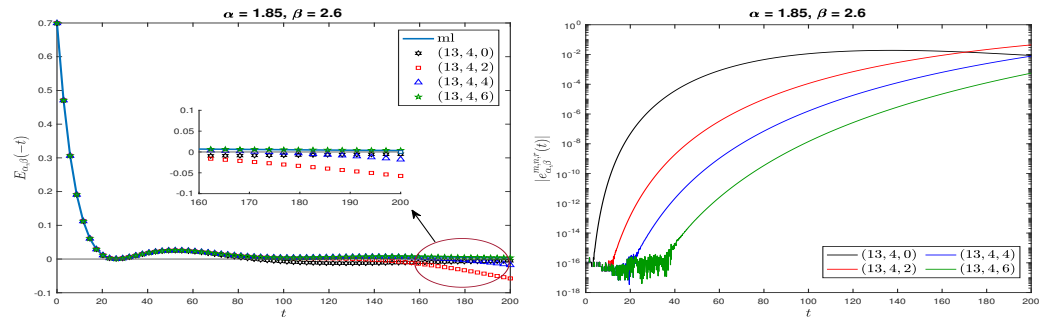 α = 1.85, β = 2.6
0.7
0.6
0.5
0.4
0.3
0.2
0.1
0
-0.1
E_{α,β}(-t)
0 20 40 60 80 100 120 140 160 180 200
t
ml
(13, 4, 0)
(13, 4, 2)
(13, 4, 4)
(13, 4, 6)
0.1
0.05
0
-0.05
-0.1
160 170 180 190 200
α = 1.85, β = 2.6
10^0
10^-2
10^-4
10^-6
10^-8
10^-10
10^-12
10^-14
10^-16
10^-18
|e^{m,n,r}_{α,β}(t)|
0 20 40 60 80 100 120 140 160 180 200
t
(13, 4, 0) (13, 4, 4)
(13, 4, 2) (13, 4, 6)